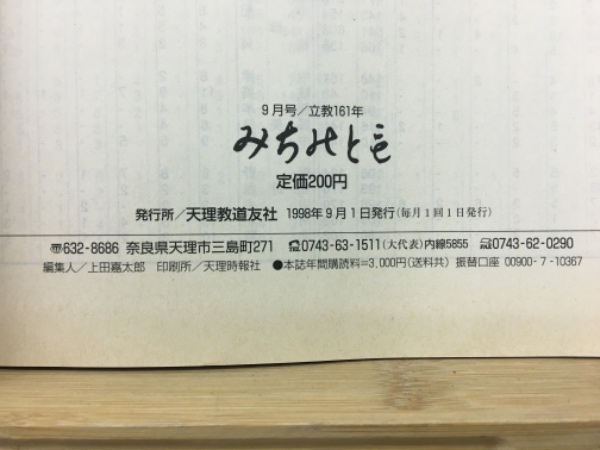 9月号/立教161年
みちのとも
定価200円
発行所/天理教道友社 1998年9月1日発行(毎月1回1日発行)
〠632-8686 奈良県天理市三島町271 ☎0743-63-1511(大代表)内線5855 FAX0743-62-0290
編集人/上田嘉太郎 印刷所/天理時報社 ●本誌年間購読料=3,000円(送料共) 振替口座 00900-7-10367